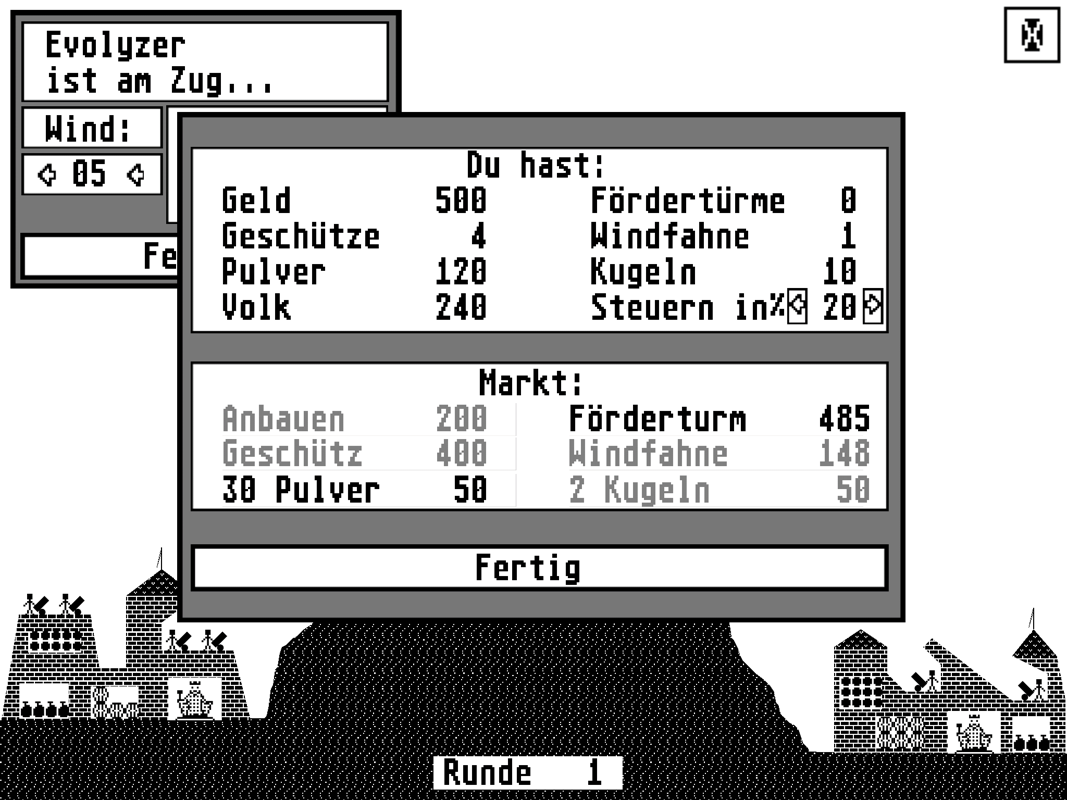 Evolyzer
ist am Zug...
Wind:
05
Fe
Du hast:
Geld 500 Fördertürme 0
Geschütze 4 Windfahne 1
Pulver 120 Kugeln 10
Volk 240 Steuern in% 20
Markt:
Anbauen 200 Förderturm 485
Geschütz 400 Windfahne 148
30 Pulver 50 2 Kugeln 50
Fertig
Runde 1